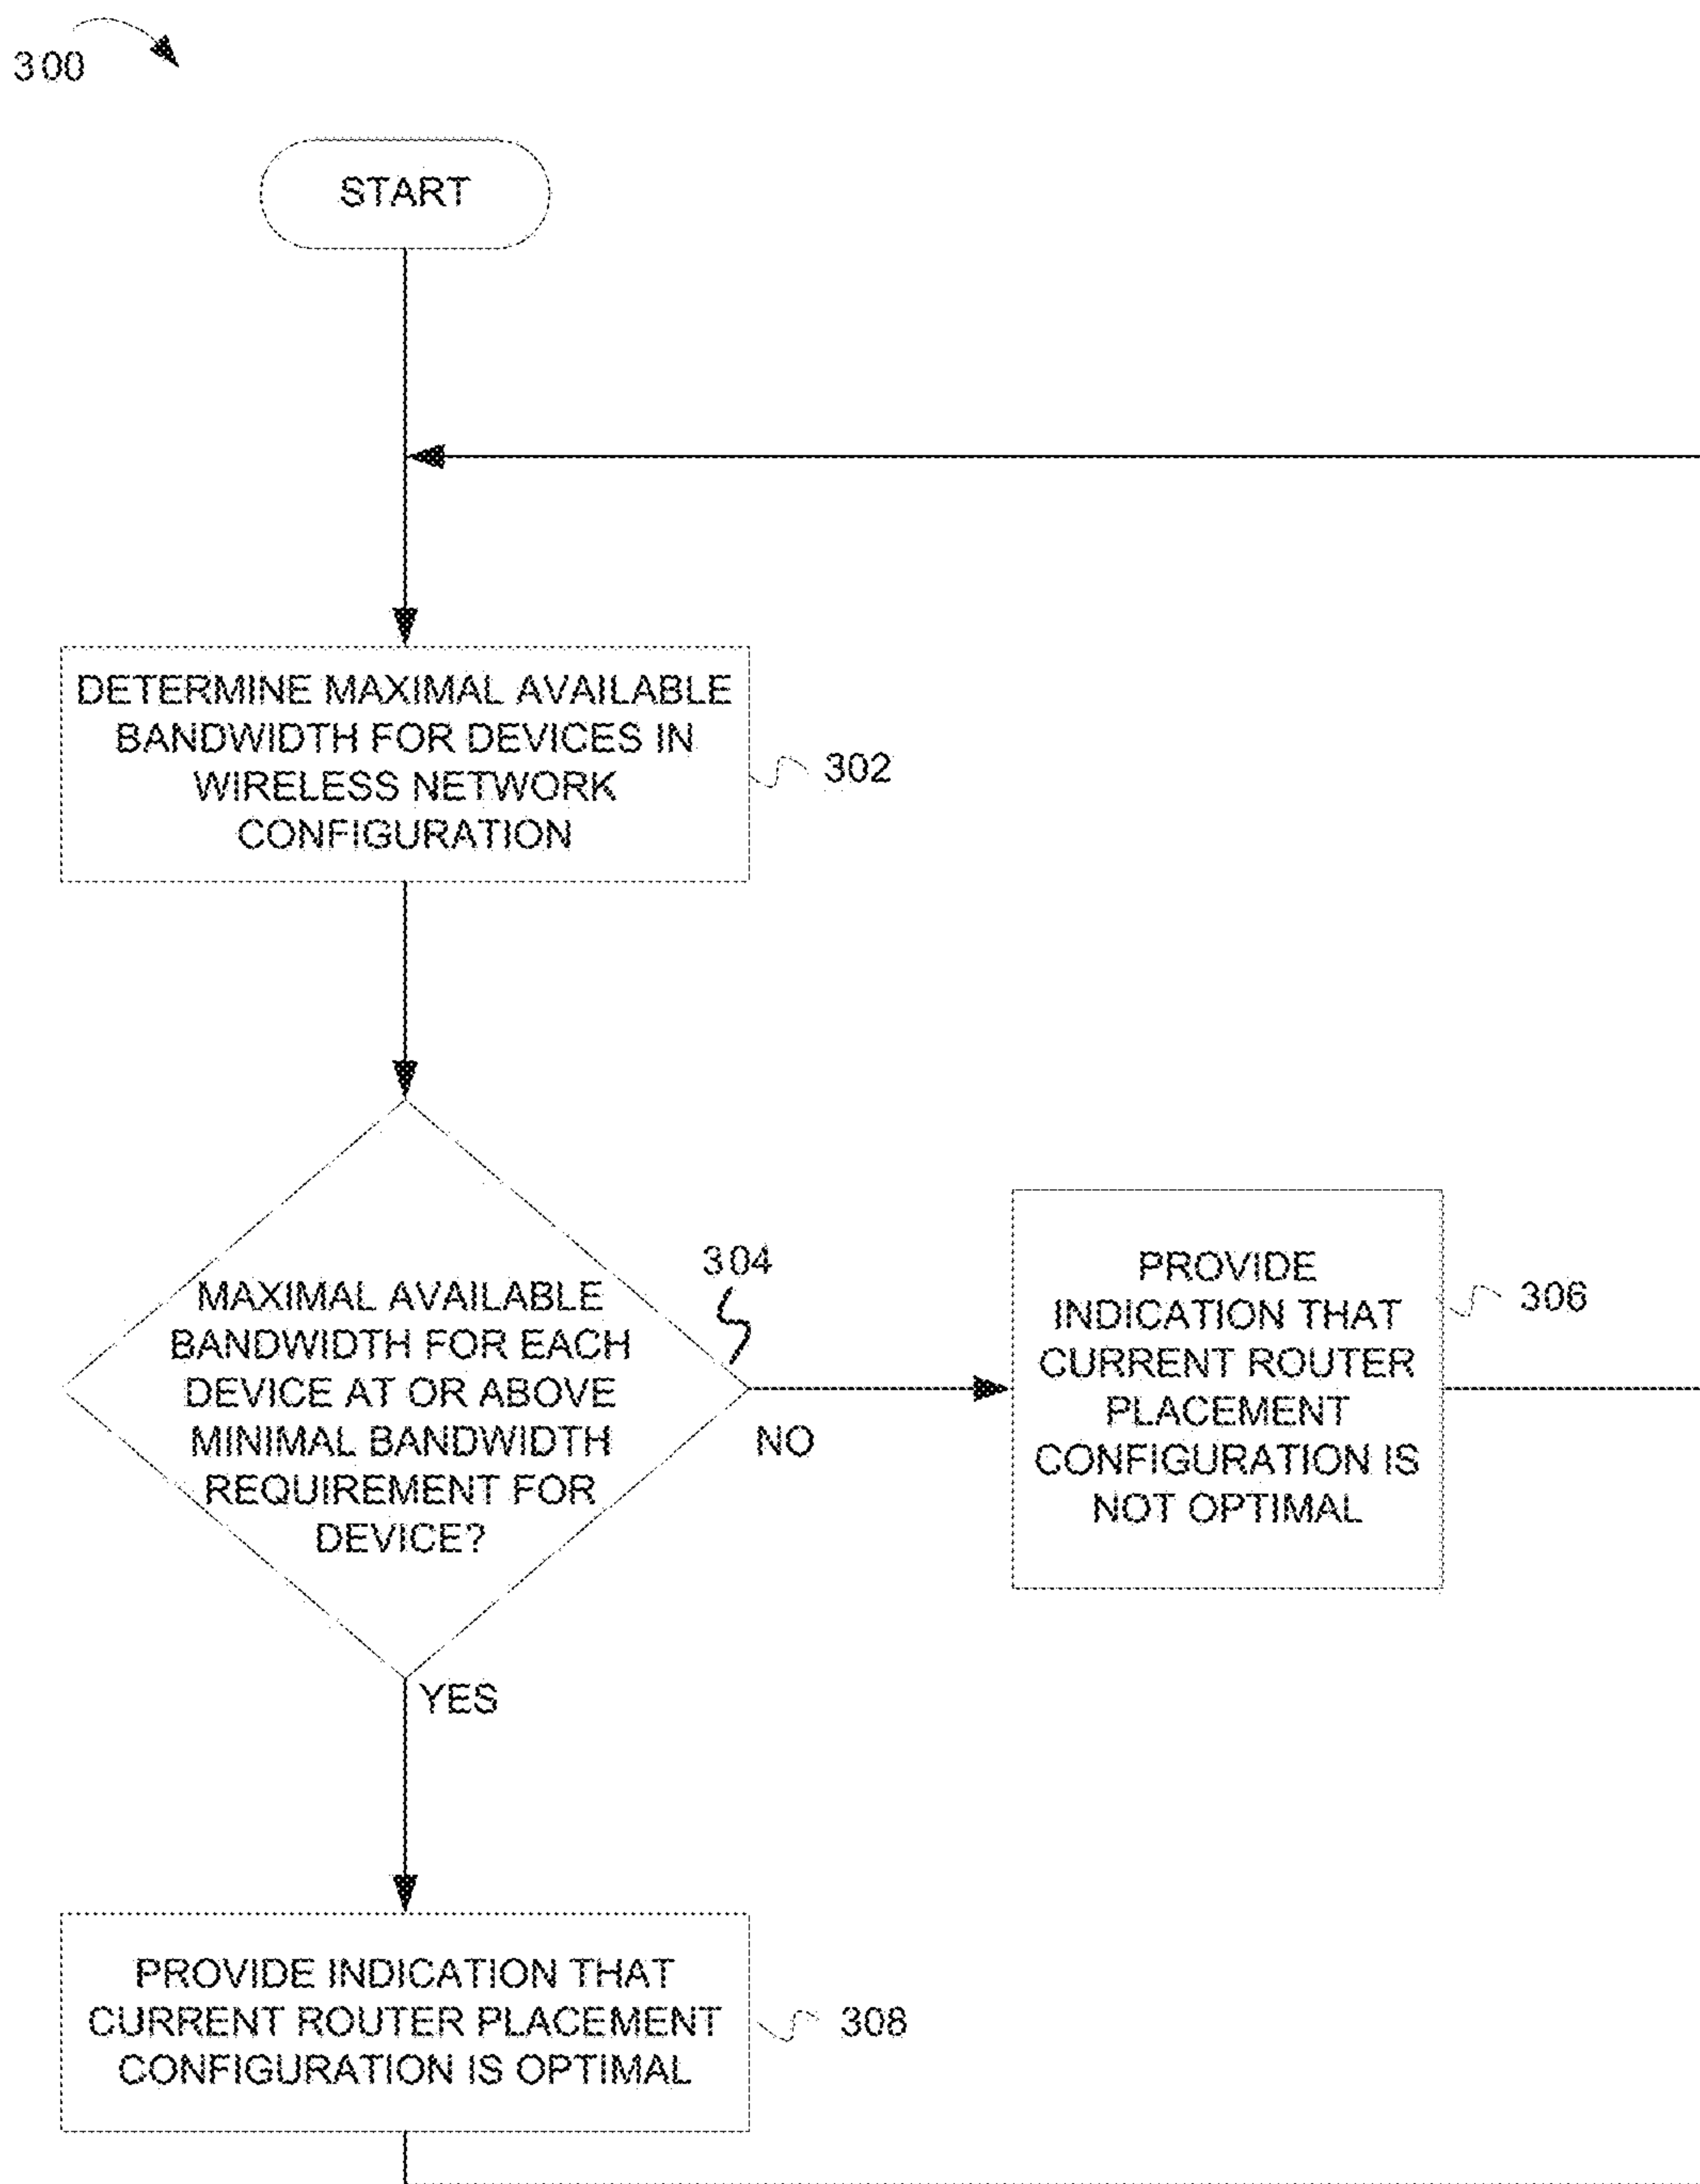 300
START
DETERMINE MAXIMAL AVAILABLE
BANDWIDTH FOR DEVICES IN
WIRELESS NETWORK
CONFIGURATION
302
304
MAXIMAL AVAILABLE
BANDWIDTH FOR EACH
DEVICE AT OR ABOVE
MINIMAL BANDWIDTH
REQUIREMENT FOR
DEVICE?
NO
PROVIDE
INDICATION THAT
CURRENT ROUTER
PLACEMENT
CONFIGURATION IS
NOT OPTIMAL
306
YES
PROVIDE INDICATION THAT
CURRENT ROUTER PLACEMENT
CONFIGURATION IS OPTIMAL
308